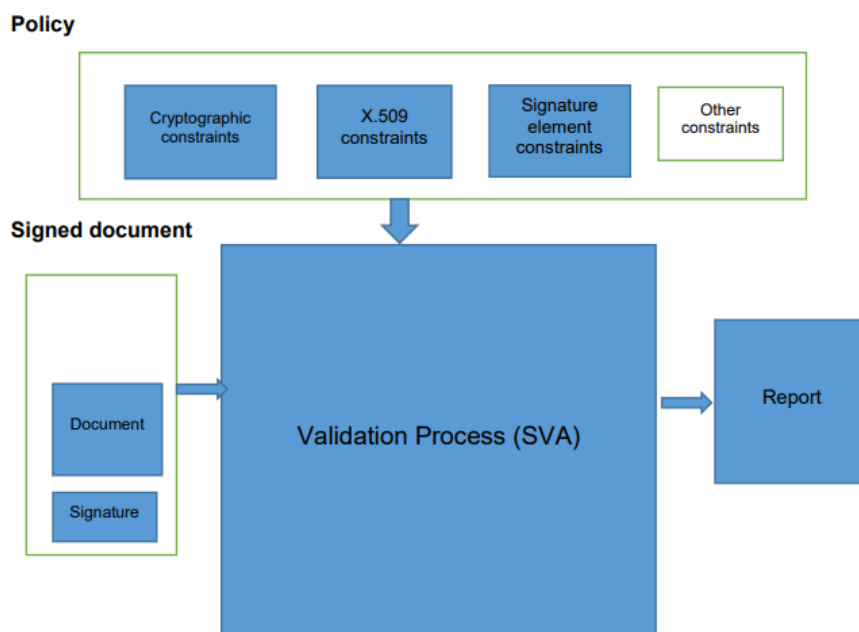 Policy
Cryptographic
constraints
X.509
constraints
Signature
element
constraints
Other
constraints
Signed document
Document
Signature
Validation Process (SVA)
Report